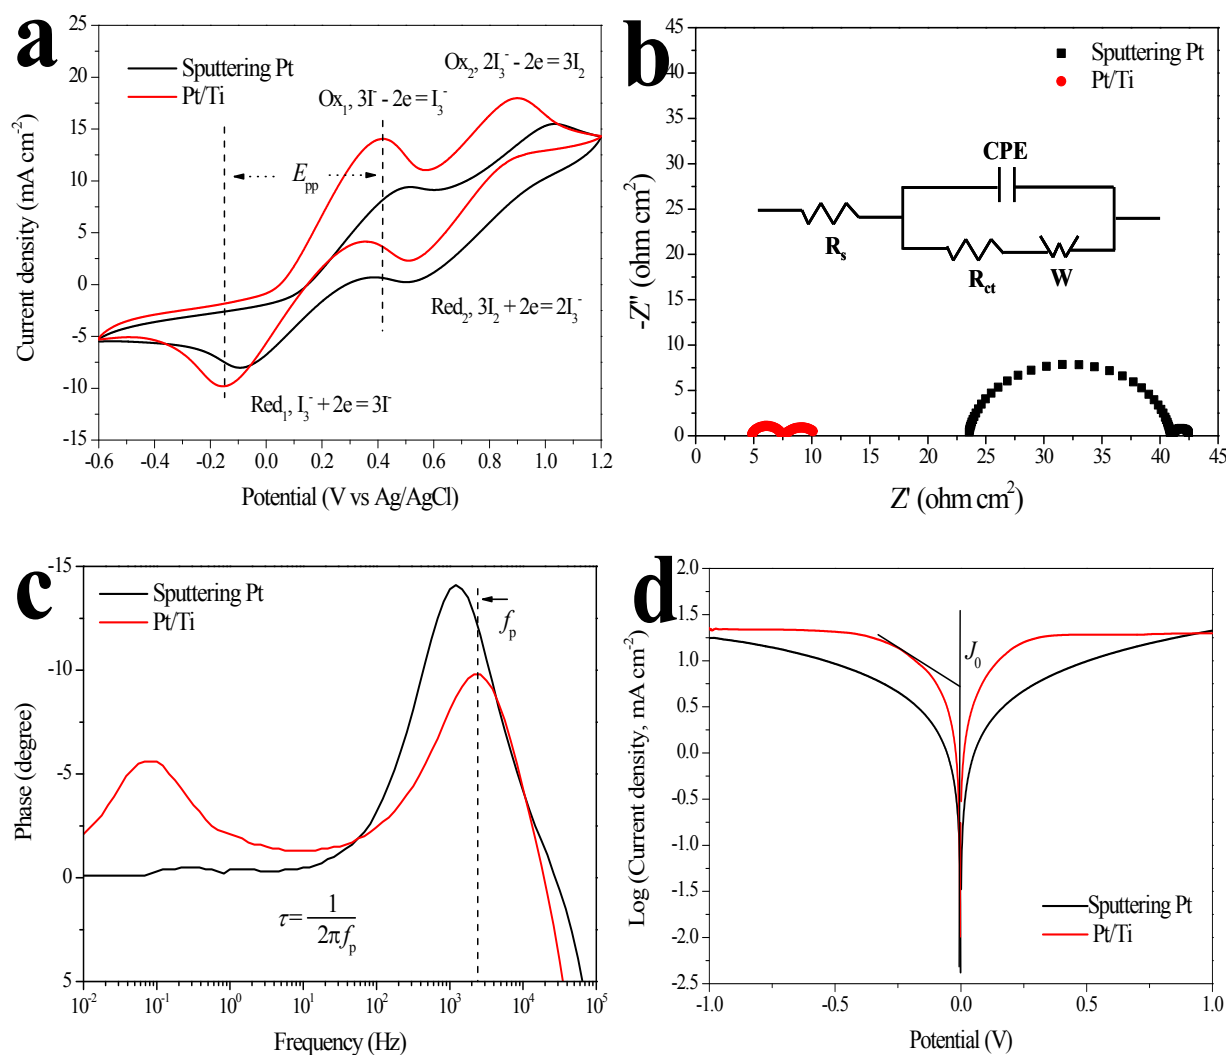 a
25
20
15
10
5
0
-5
-10
-15
Current density (mA cm⁻²)
Sputtering Pt
Pt/Ti
Ox₂, 2I₃⁻ - 2e = 3I₂
Ox₁, 3I⁻ - 2e = I₃⁻
E_pp
Red₂, 3I₂ + 2e = 2I₃⁻
Red₁, I₃⁻ + 2e = 3I⁻
-0.6 -0.4 -0.2 0.0 0.2 0.4 0.6 0.8 1.0 1.2
Potential (V vs Ag/AgCl)
b
45
40
35
30
25
20
15
10
5
0
-Z" (ohm cm²)
Sputtering Pt
Pt/Ti
CPE
R_s
R_ct
W
0 5 10 15 20 25 30 35 40 45
Z' (ohm cm²)
c
-15
-10
-5
0
5
Phase (degree)
Sputtering Pt
Pt/Ti
f_p
τ = 1 / 2πf_p
10⁻² 10⁻¹ 10⁰ 10¹ 10² 10³ 10⁴ 10⁵
Frequency (Hz)
d
2.0
1.5
1.0
0.5
0.0
-0.5
-1.0
-1.5
-2.0
-2.5
Log (Current density, mA cm⁻²)
J₀
Sputtering Pt
Pt/Ti
-1.0 -0.5 0.0 0.5 1.0
Potential (V)